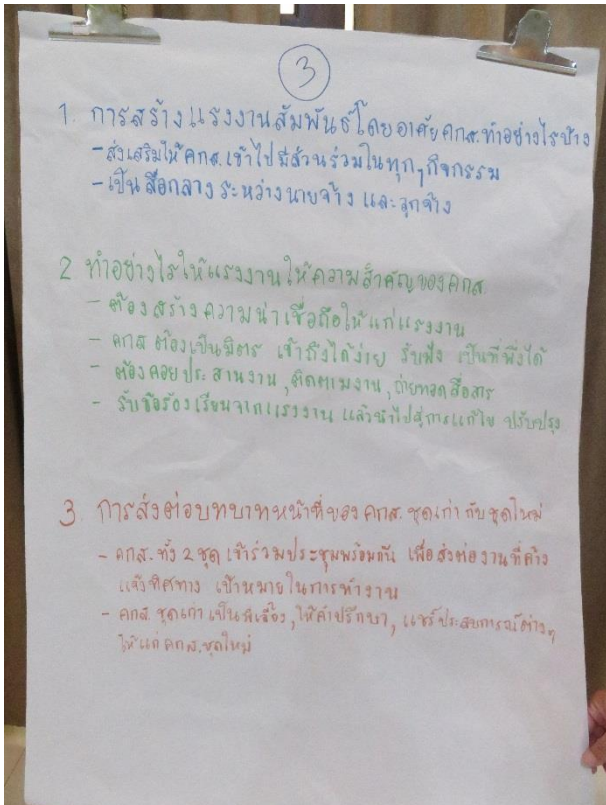 3
1. การสร้างแรงงานสัมพันธ์โดยอาศัยคกส.ทำอย่างไรบ้าง
- ส่งเสริมให้ คกส. เข้าไปมีส่วนร่วมในทุกๆกิจกรรม
- เป็นสื่อกลางระหว่างนายจ้าง และ ลูกจ้าง
2 ทำอย่างไรให้แรงงานให้ความสำคัญของคกส.
- ต้องสร้างความน่าเชื่อถือให้แก่แรงงาน
- คกส ต้องเป็นมิตร เข้าถึงได้ง่าย รับฟัง เป็นที่พึ่งได้
- ต้องคอยประสานงาน, ติดตามงาน, ถ่ายทอดสื่อสาร
- รับข้อร้องเรียนจากแรงงาน แล้วนำไปสู่การแก้ไข ปรับปรุง
3. การส่งต่อบทบาทหน้าที่ของ คกส. ชุดเก่า กับ ชุดใหม่
- คกส. ทั้ง 2 ชุด เข้าร่วมประชุมพร้อมกัน เพื่อส่งต่องานที่ค้าง
แจ้งทิศทาง เป้าหมายในการทำงาน
- คกส. ชุดเก่า เป็นพี่เลี้ยง, ให้คำปรึกษา, แชร์ประสบการณ์ต่างๆ
ให้แก่ คกส. ชุดใหม่